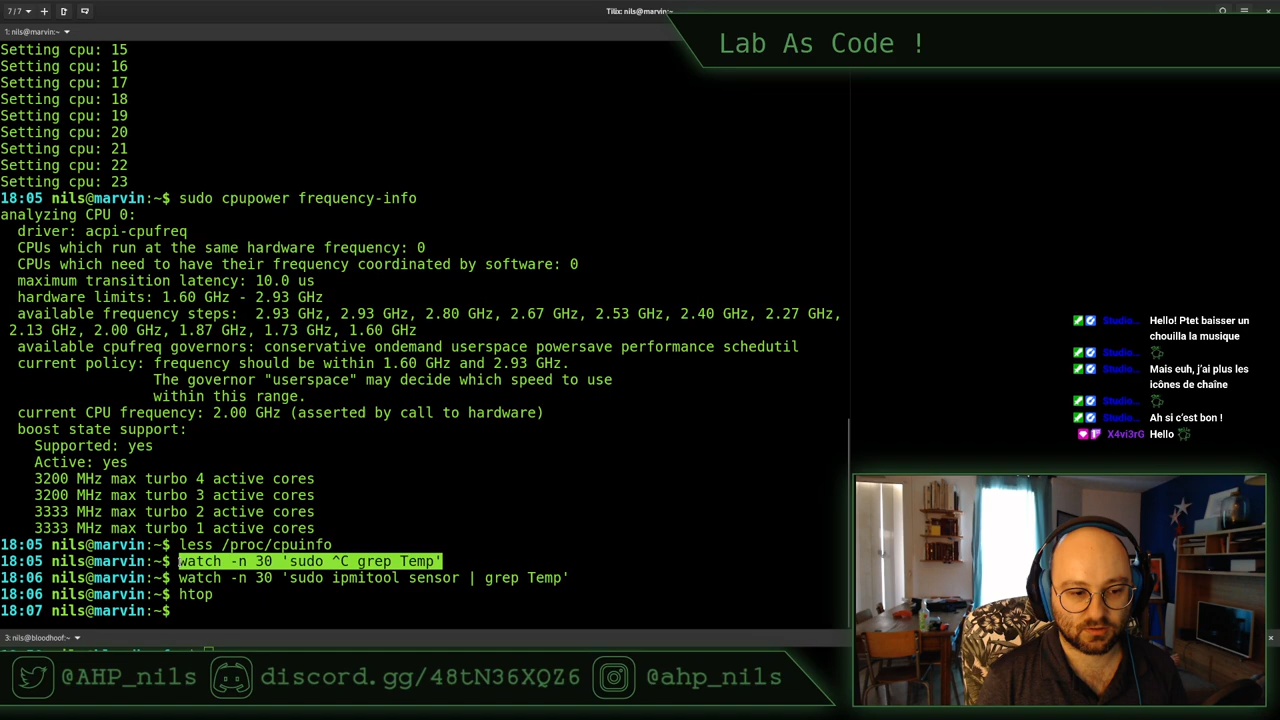 7/7
Tilix: nils@marvin:~
1: nils@marvin:~
Lab As Code !
Setting cpu: 15
Setting cpu: 16
Setting cpu: 17
Setting cpu: 18
Setting cpu: 19
Setting cpu: 20
Setting cpu: 21
Setting cpu: 22
Setting cpu: 23
18:05 nils@marvin:~$ sudo cpupower frequency-info
analyzing CPU 0:
driver: acpi-cpufreq
CPUs which run at the same hardware frequency: 0
CPUs which need to have their frequency coordinated by software: 0
maximum transition latency: 10.0 us
hardware limits: 1.60 GHz - 2.93 GHz
available frequency steps:  2.93 GHz, 2.93 GHz, 2.80 GHz, 2.67 GHz, 2.53 GHz, 2.40 GHz, 2.27 GHz,
2.13 GHz, 2.00 GHz, 1.87 GHz, 1.73 GHz, 1.60 GHz
available cpufreq governors: conservative ondemand userspace powersave performance schedutil
current policy: frequency should be within 1.60 GHz and 2.93 GHz.
The governor "userspace" may decide which speed to use
within this range.
current CPU frequency: 2.00 GHz (asserted by call to hardware)
boost state support:
Supported: yes
Active: yes
3200 MHz max turbo 4 active cores
3200 MHz max turbo 3 active cores
3333 MHz max turbo 2 active cores
3333 MHz max turbo 1 active cores
18:05 nils@marvin:~$ less /proc/cpuinfo
18:05 nils@marvin:~$ watch -n 30 'sudo ^C grep Temp'
18:06 nils@marvin:~$ watch -n 30 'sudo ipmitool sensor | grep Temp'
18:06 nils@marvin:~$ htop
18:07 nils@marvin:~$
3: nils@bloodhoof:~
Studio... Hello! Ptet baisser un
chouilla la musique
Studio...
Studio... Mais euh, j'ai plus les
icônes de chaîne
Studio...
Studio... Ah si c'est bon !
X4vi3rG Hello
@AHP_nils
discord.gg/48tN36XQZ6
@ahp_nils